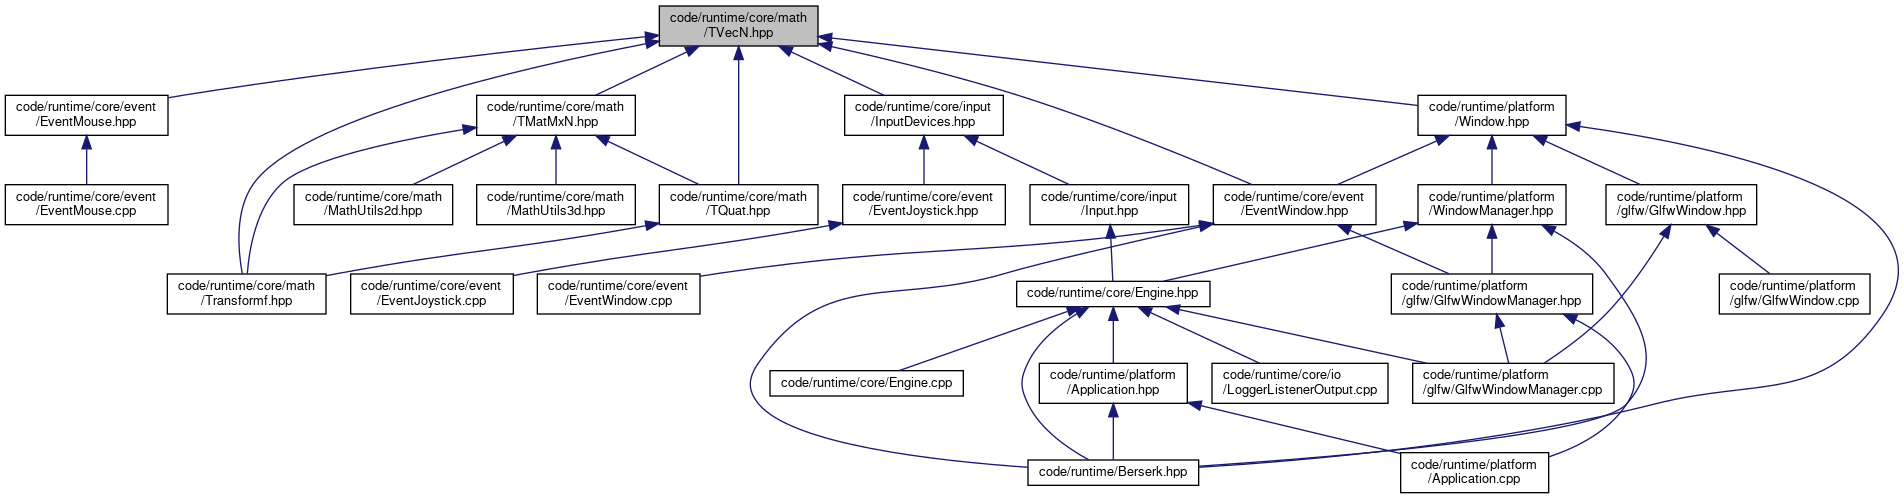 code/runtime/core/math
/TVecN.hpp
code/runtime/core/event
/EventMouse.hpp
code/runtime/core/math
/TMatMxN.hpp
code/runtime/core/input
/InputDevices.hpp
code/runtime/platform
/Window.hpp
code/runtime/core/event
/EventMouse.cpp
code/runtime/core/math
/MathUtils2d.hpp
code/runtime/core/math
/MathUtils3d.hpp
code/runtime/core/math
/TQuat.hpp
code/runtime/core/event
/EventJoystick.hpp
code/runtime/core/input
/Input.hpp
code/runtime/core/event
/EventWindow.hpp
code/runtime/platform
/WindowManager.hpp
code/runtime/platform
/glfw/GlfwWindow.hpp
code/runtime/core/math
/Transformf.hpp
code/runtime/core/event
/EventJoystick.cpp
code/runtime/core/event
/EventWindow.cpp
code/runtime/core/Engine.hpp
code/runtime/platform
/glfw/GlfwWindowManager.hpp
code/runtime/platform
/glfw/GlfwWindow.cpp
code/runtime/core/Engine.cpp
code/runtime/platform
/Application.hpp
code/runtime/core/io
/LoggerListenerOutput.cpp
code/runtime/platform
/glfw/GlfwWindowManager.cpp
code/runtime/Berserk.hpp
code/runtime/platform
/Application.cpp